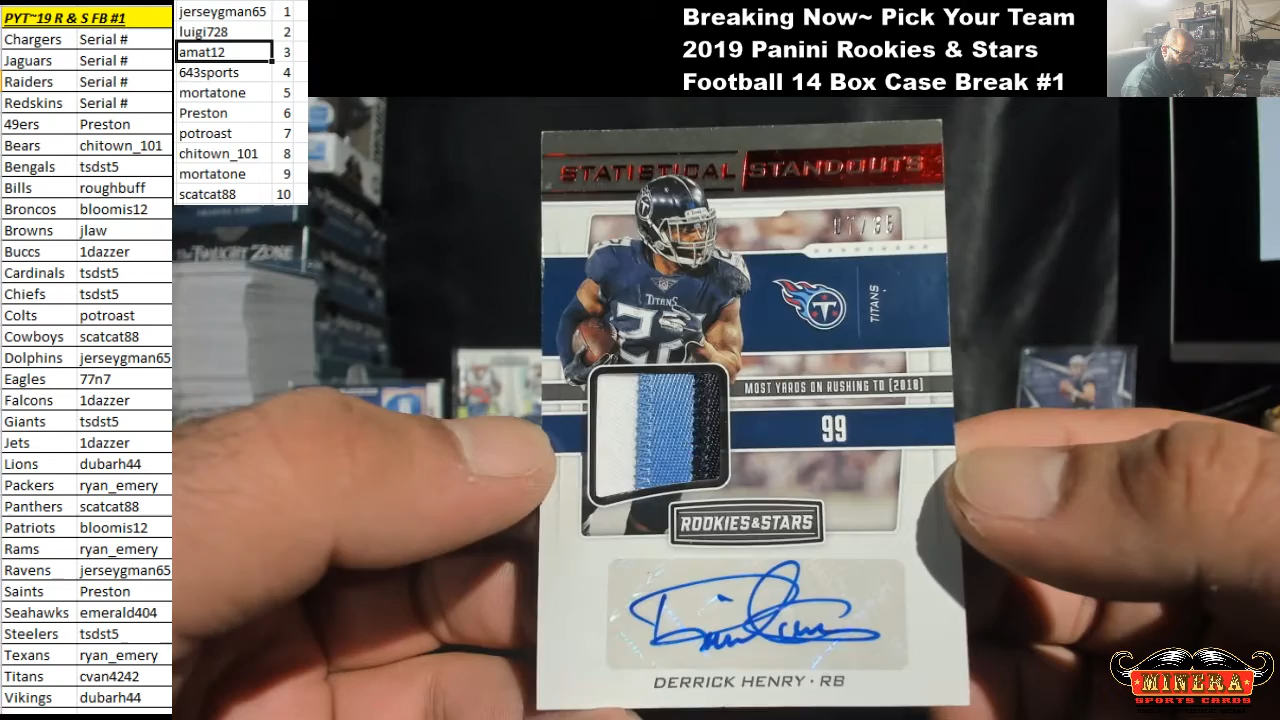 PYT~19 R & S FB #1
Chargers Serial #
Jaguars Serial #
Raiders Serial #
Redskins Serial #
49ers Preston
Bears chitown_101
Bengals tsdst5
Bills roughbuff
Broncos bloomis12
Browns jlaw
Buccs 1dazzer
Cardinals tsdst5
Chiefs tsdst5
Colts potroast
Cowboys scatcat88
Dolphins jerseygman65
Eagles 77n7
Falcons 1dazzer
Giants tsdst5
Jets 1dazzer
Lions dubarh44
Packers ryan_emery
Panthers scatcat88
Patriots bloomis12
Rams ryan_emery
Ravens jerseygman65
Saints Preston
Seahawks emerald404
Steelers tsdst5
Texans ryan_emery
Titans cvan4242
Vikings dubarh44
jerseygman65 1
luigi728 2
amat12 3
643sports 4
mortatone 5
Preston 6
potroast 7
chitown_101 8
mortatone 9
scatcat88 10
Breaking Now~ Pick Your Team
2019 Panini Rookies & Stars
Football 14 Box Case Break #1
STATISTICAL STANDOUTS
TITANS
TITANS
22
MOST YARDS ON RUSHING TD (2018)
99
ROOKIES & STARS
DERRICK HENRY · RB
MINERA
SPORTS CARDS